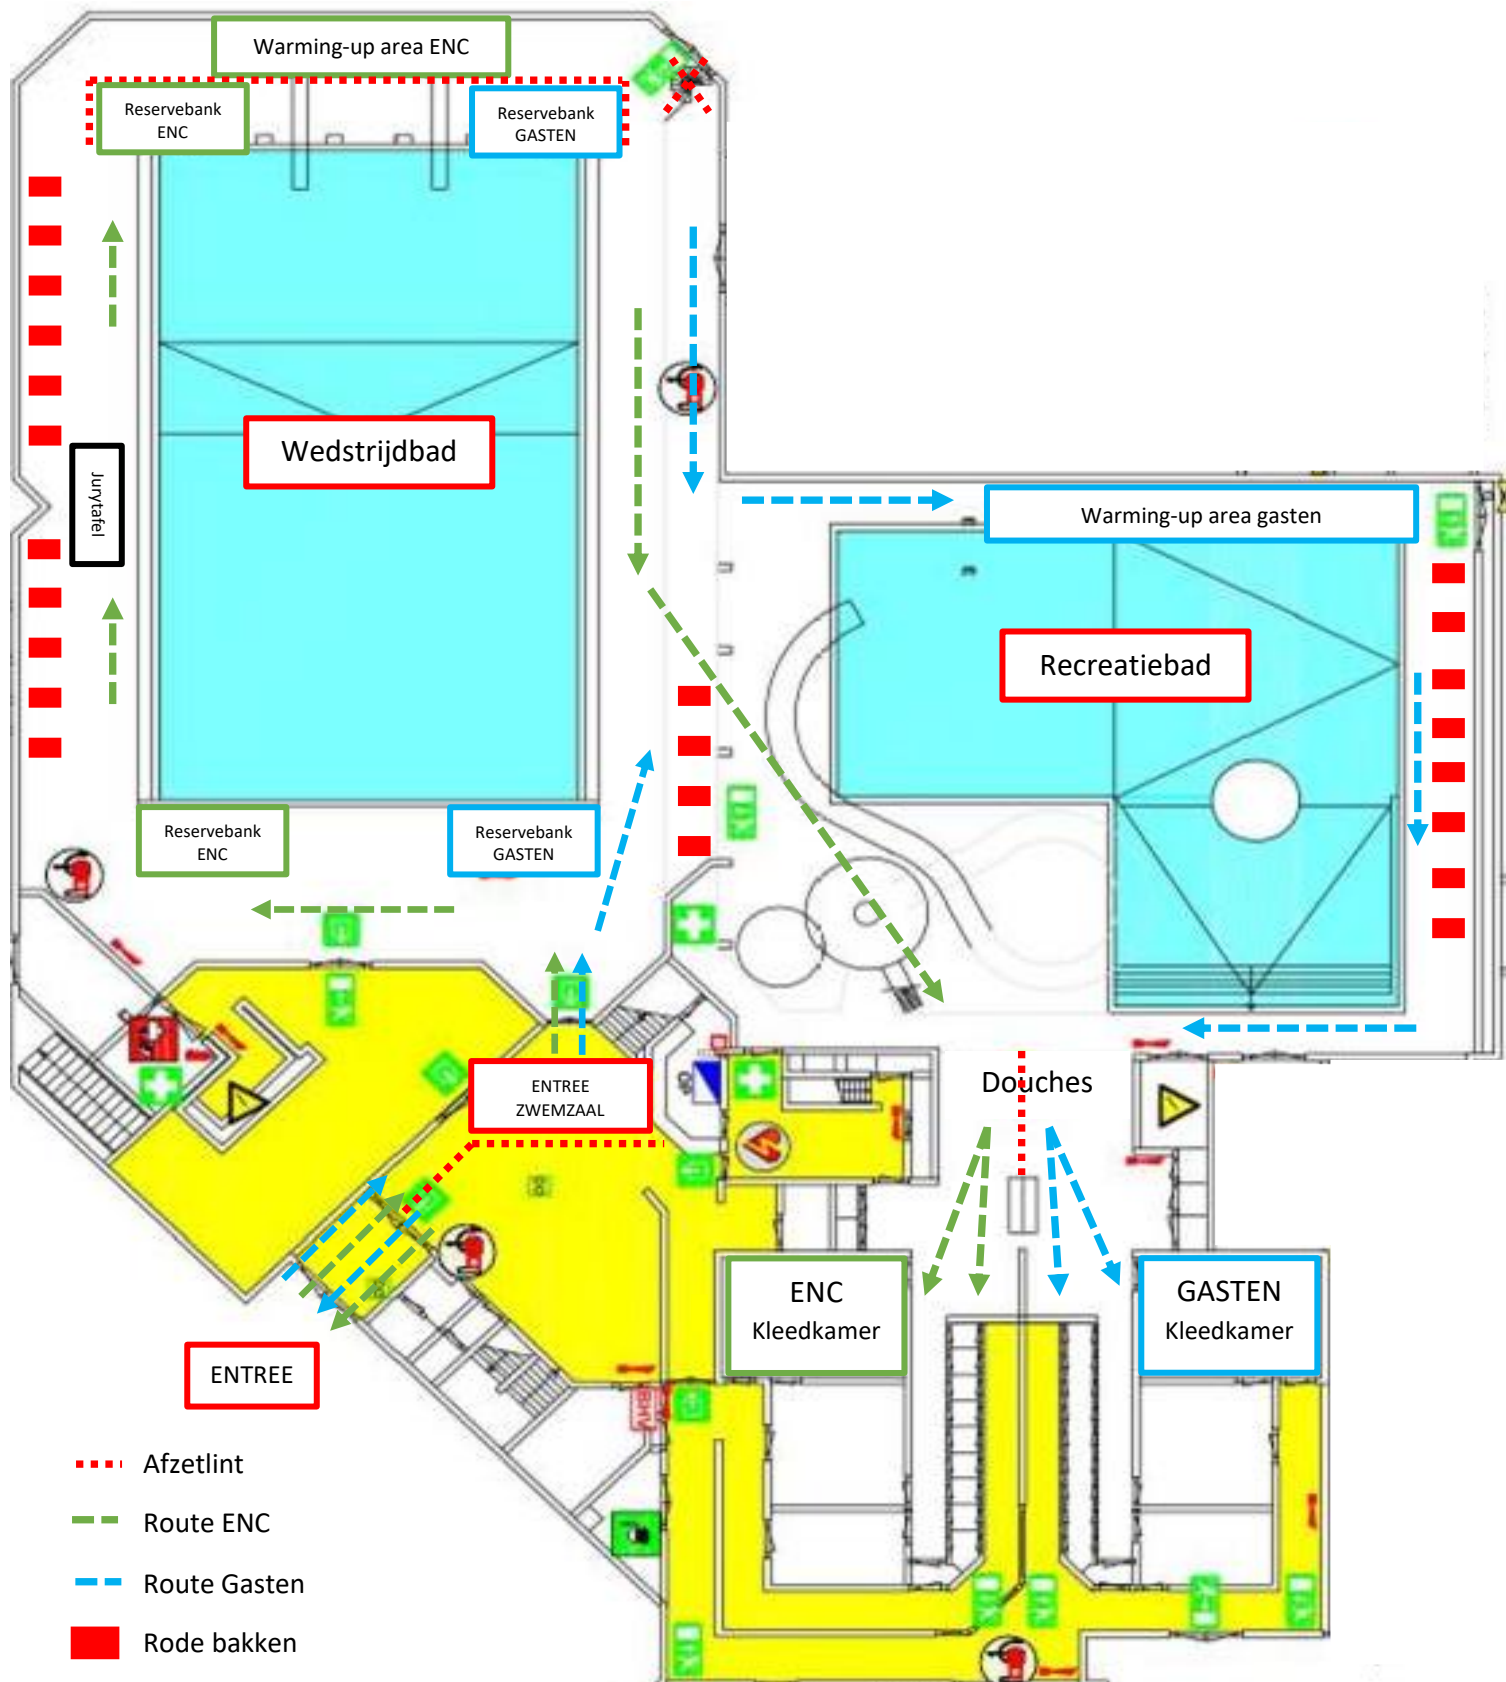 Warming-up area ENC
Reservebank
ENC
Reservebank
GASTEN
Wedstrijdbad
Jurytafel
Warming-up area gasten
Recreatiebad
Reservebank
ENC
Reservebank
GASTEN
ENTREE
ZWEMZAAL
Douches
ENC
Kleedkamer
GASTEN
Kleedkamer
ENTREE
BHV
Afzetlint
Route ENC
Route Gasten
Rode bakken